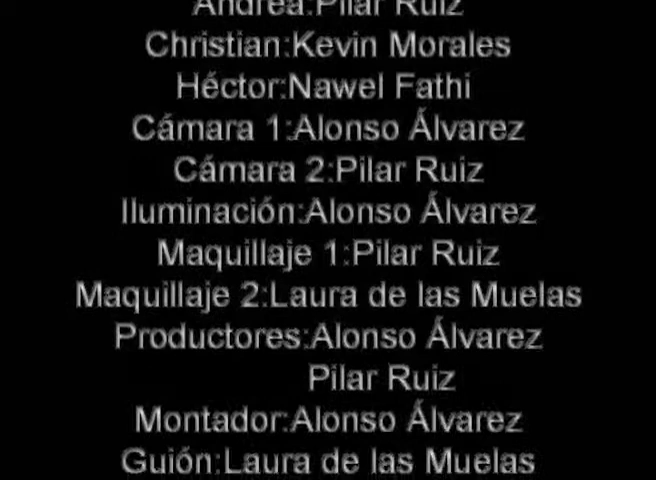 Andrea:Pilar Ruiz
Christian:Kevin Morales
Héctor:Nawel Fathi
Cámara 1:Alonso Álvarez
Cámara 2:Pilar Ruiz
Iluminación:Alonso Álvarez
Maquillaje 1:Pilar Ruiz
Maquillaje 2:Laura de las Muelas
Productores:Alonso Álvarez
Pilar Ruiz
Montador:Alonso Álvarez
Guión:Laura de las Muelas